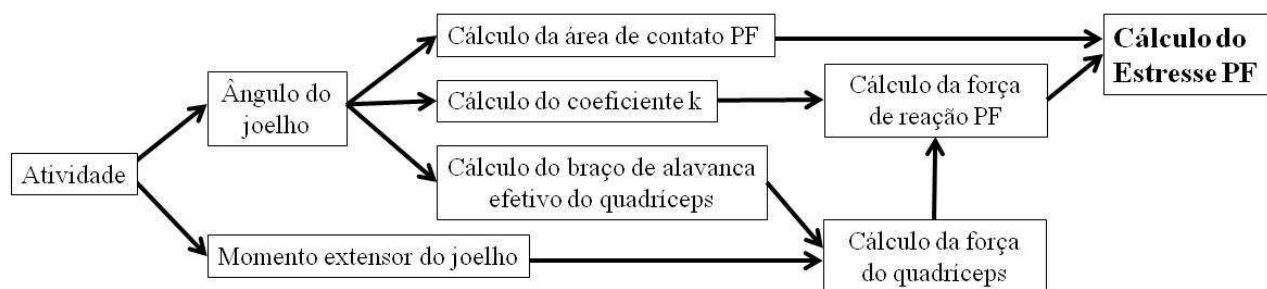 Atividade
Ângulo do
joelho
Momento extensor do joelho
Cálculo da área de contato PF
Cálculo do coeficiente k
Cálculo do braço de alavanca
efetivo do quadríceps
Cálculo da força
de reação PF
Cálculo da força
do quadríceps
Cálculo do
Estresse PF